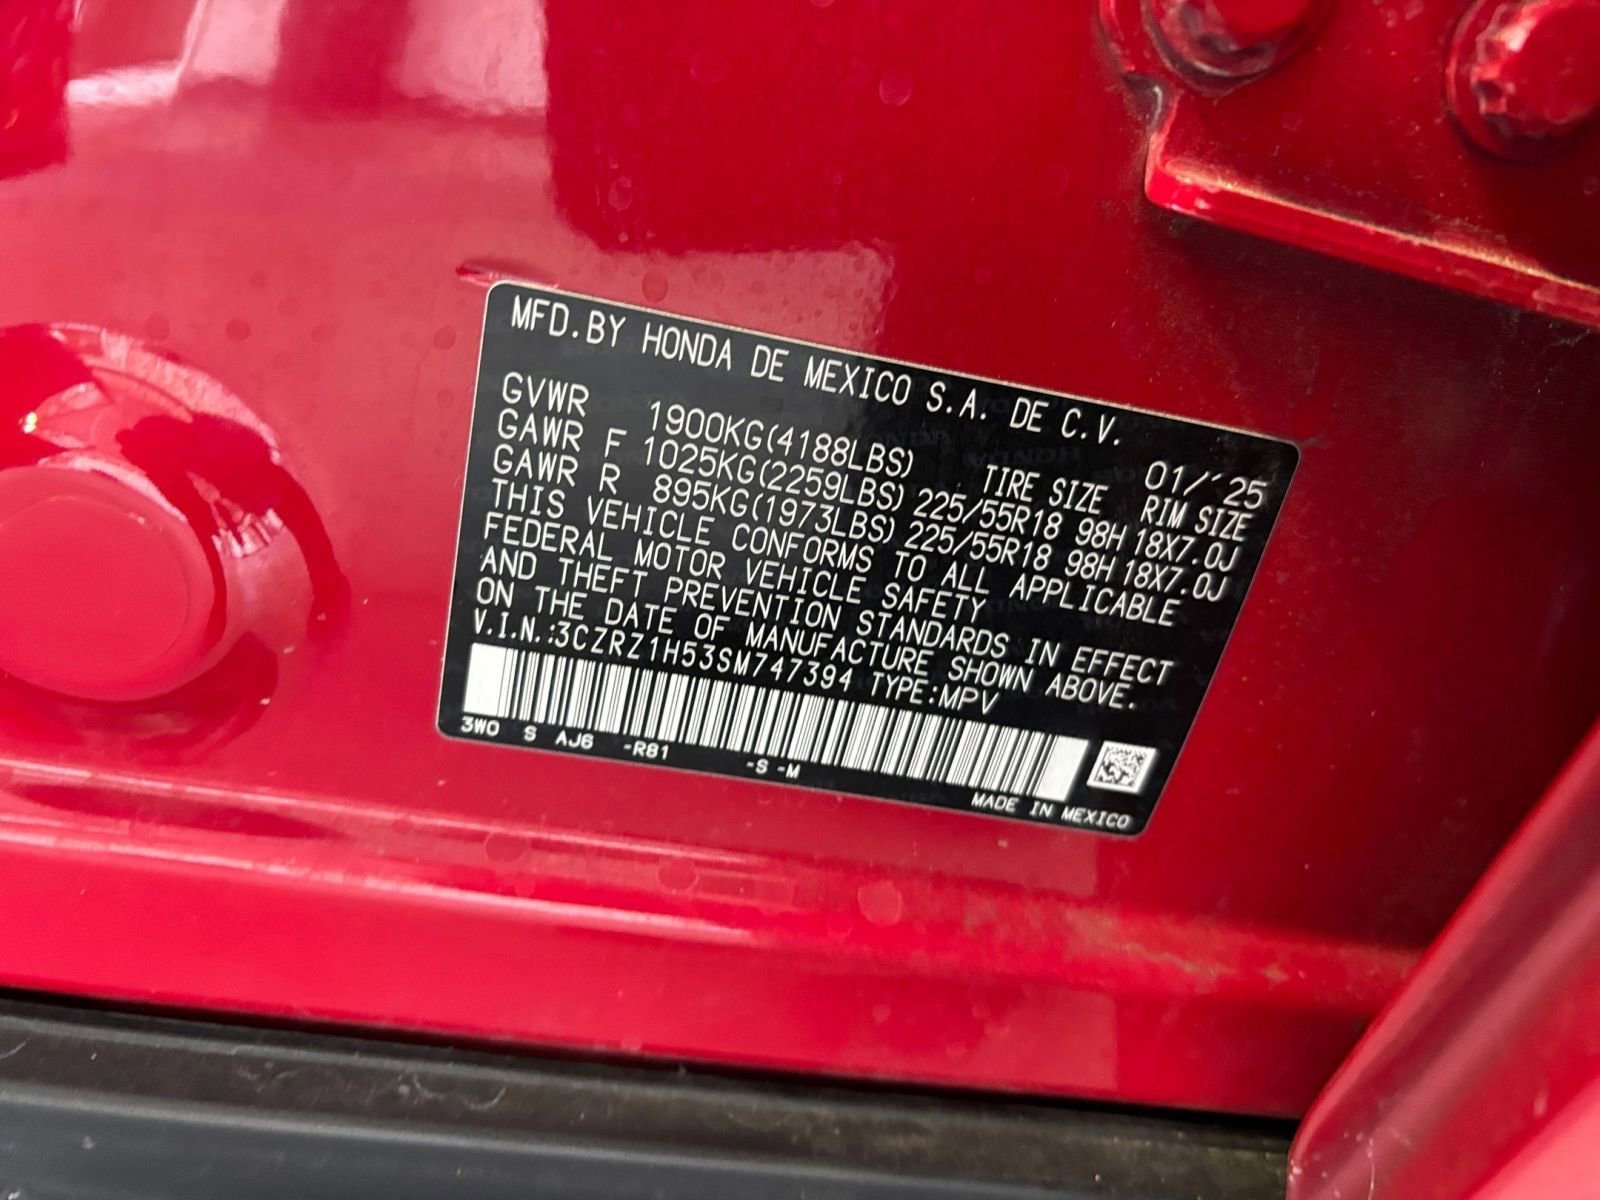 MFD.BY HONDA DE MEXICO S.A. DE C.V.
01/'25
GVWR 1900KG(4188LBS) TIRE SIZE RIM SIZE
GAWR F 1025KG(2259LBS) 225/55R18 98H 18X7.0J
GAWR R 895KG(1973LBS) 225/55R18 98H 18X7.0J
THIS VEHICLE CONFORMS TO ALL APPLICABLE
FEDERAL MOTOR VEHICLE SAFETY
AND THEFT PREVENTION STANDARDS IN EFFECT
ON THE DATE OF MANUFACTURE SHOWN ABOVE.
V.I.N.:3CZRZ1H53SM747394 TYPE:MPV
3W0 S AJ6 -R81 -S -M
MADE IN MEXICO